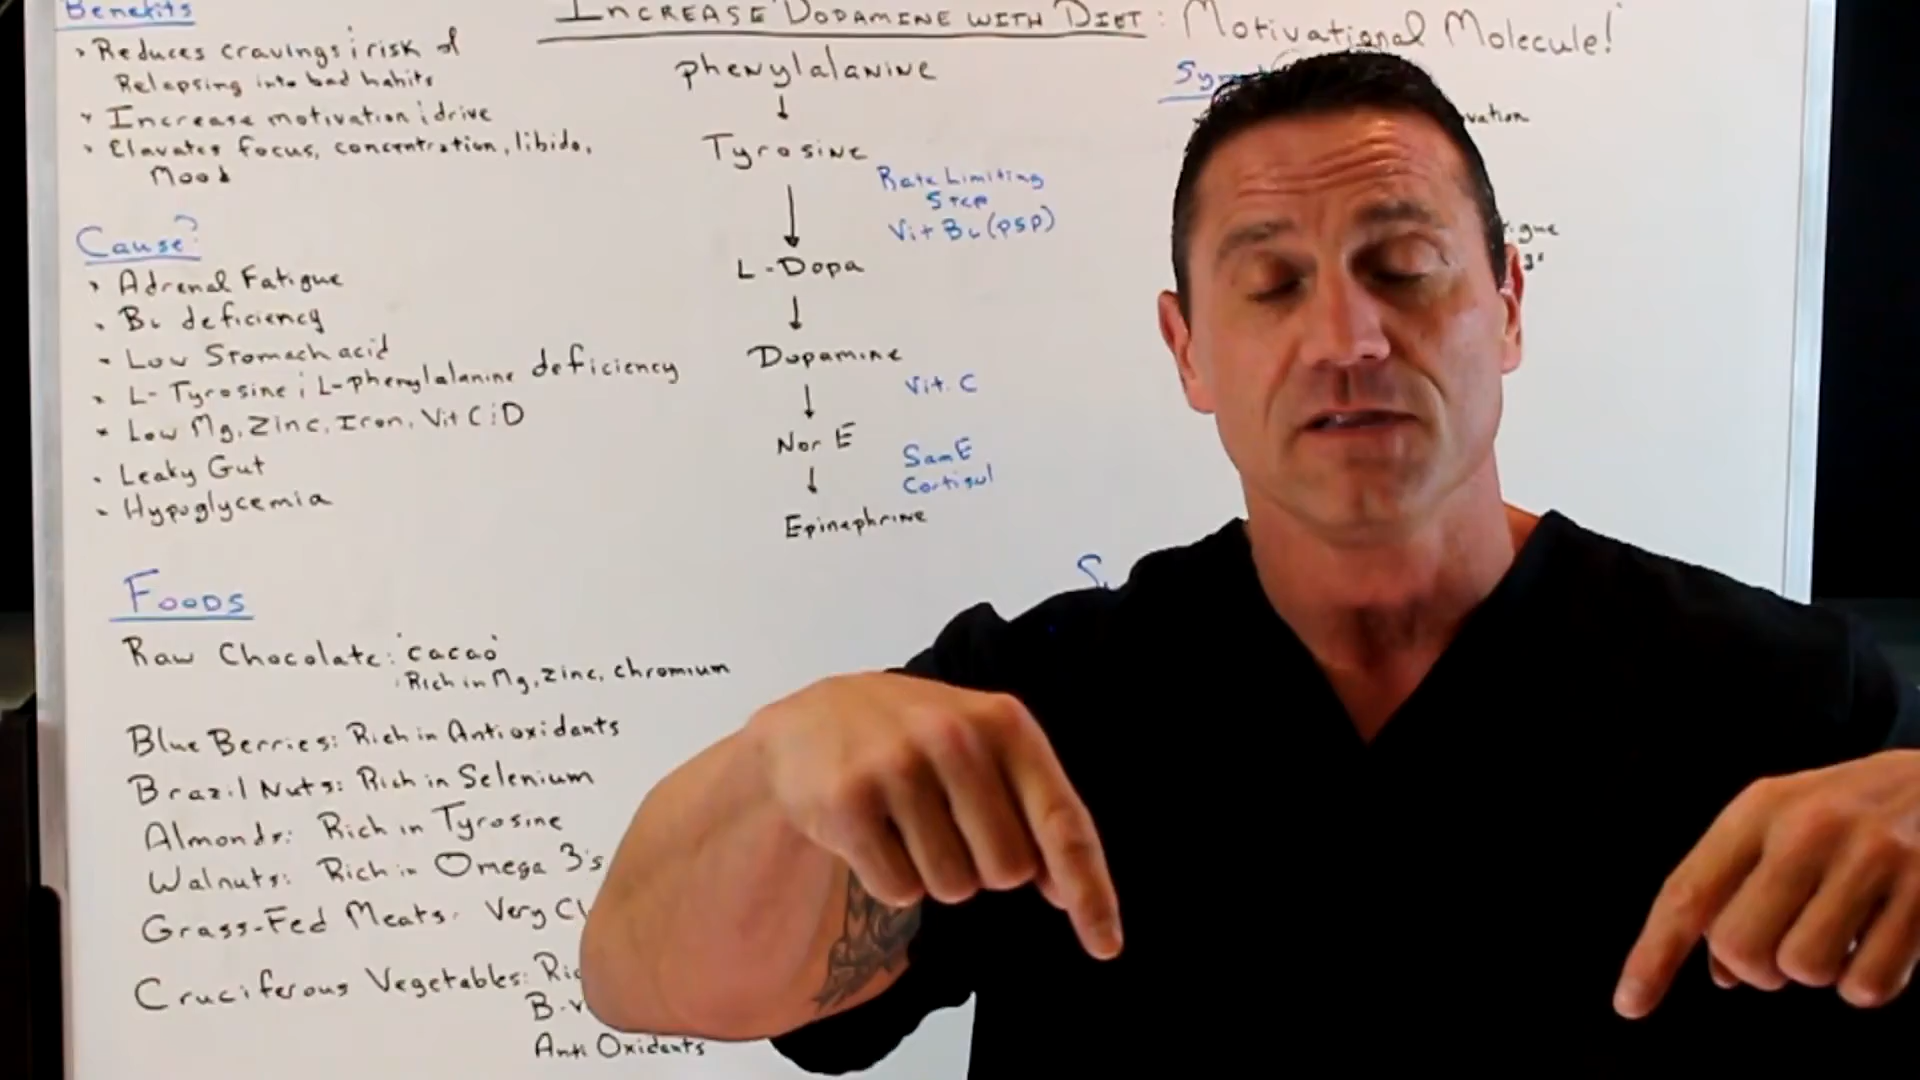 Benefits
Increase Dopamine with Diet: Motivational Molecule!
• Reduces cravings & risk of
Relapsing into bad habits
• Increase motivation & drive
• Elavates focus, concentration, libido,
Mood
phenylalanine
↓
Tyrosine
Rate Limiting
Step
Vit B6 (P5P)
↓
L-Dopa
↓
Dopamine
Vit. C
↓
Nor E
SamE
Cortisol
↓
Epinephrine
Cause?
• Adrenal Fatigue
• B6 deficiency
• Low Stomach acid
• L-Tyrosine & L-phenylalanine deficiency
• Low Mg, Zinc, Iron, Vit C & D
• Leaky Gut
• Hypoglycemia
Foods
Raw Chocolate: "cacao"
• Rich in Mg, Zinc, chromium
Blue Berries: Rich in Antioxidants
Brazil Nuts: Rich in Selenium
Almonds: Rich in Tyrosine
Walnuts: Rich in Omega 3's
Grass-Fed Meats: Very
Cruciferous Vegetables:
Anti Oxidants